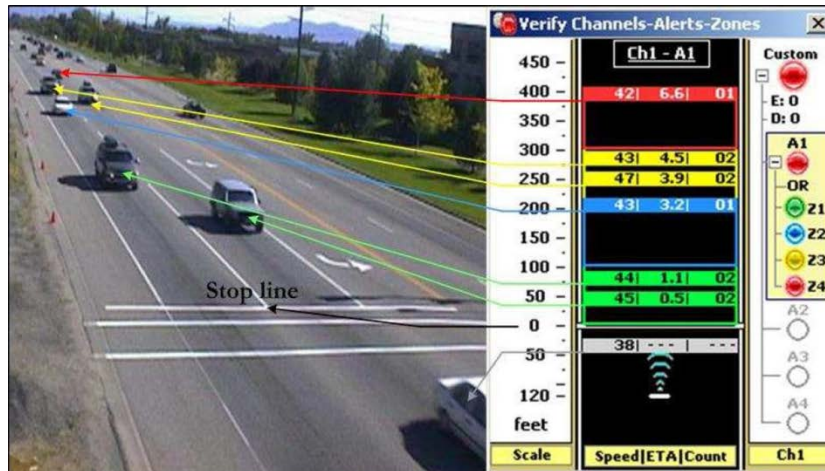 Verify Channels-Alerts-Zones
Stop line
450
400
350
300
250
200
150
100
50
0
50
120
feet
Scale
Ch1 - A1
42| 6.6| 01
43| 4.5| 02
47| 3.9| 02
43| 3.2| 01
44| 1.1| 02
45| 0.5| 02
38| --- | ---
Speed|ETA|Count
Custom
E: 0
D: 0
A1
OR
Z1
Z2
Z3
Z4
A2
A3
A4
Ch1